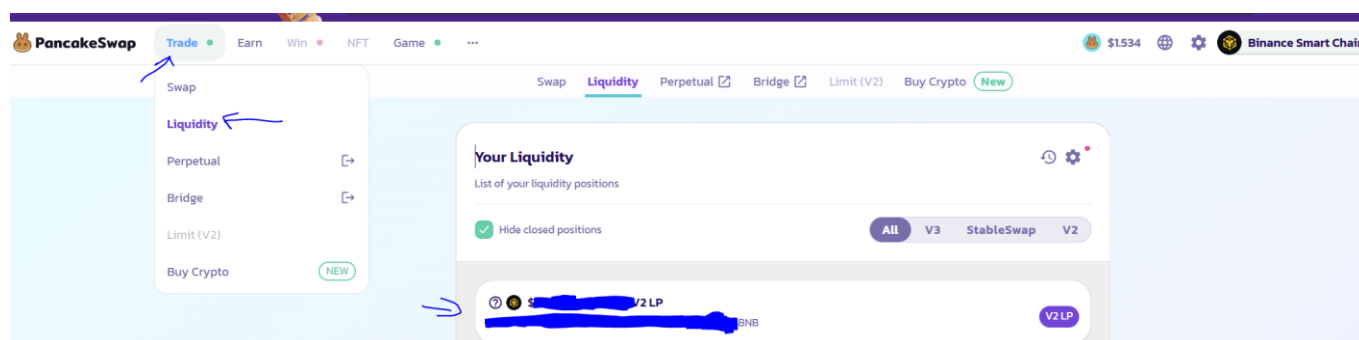 PancakeSwap Trade Earn Win NFT Game ... $1.534 Binance Smart Chain
Swap Liquidity Perpetual Bridge Limit (V2) Buy Crypto New
Swap
Liquidity
Perpetual
Bridge
Limit (V2)
Buy Crypto NEW
Your Liquidity
List of your liquidity positions
Hide closed positions
All V3 StableSwap V2
$ V2 LP
BNB
V2 LP